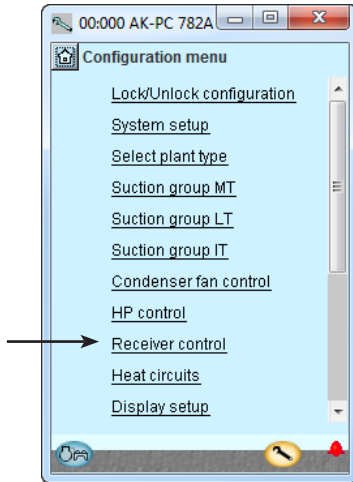 00:000 AK-PC 782A
Configuration menu
Lock/Unlock configuration
System setup
Select plant type
Suction group MT
Suction group LT
Suction group IT
Condenser fan control
HP control
Receiver control
Heat circuits
Display setup